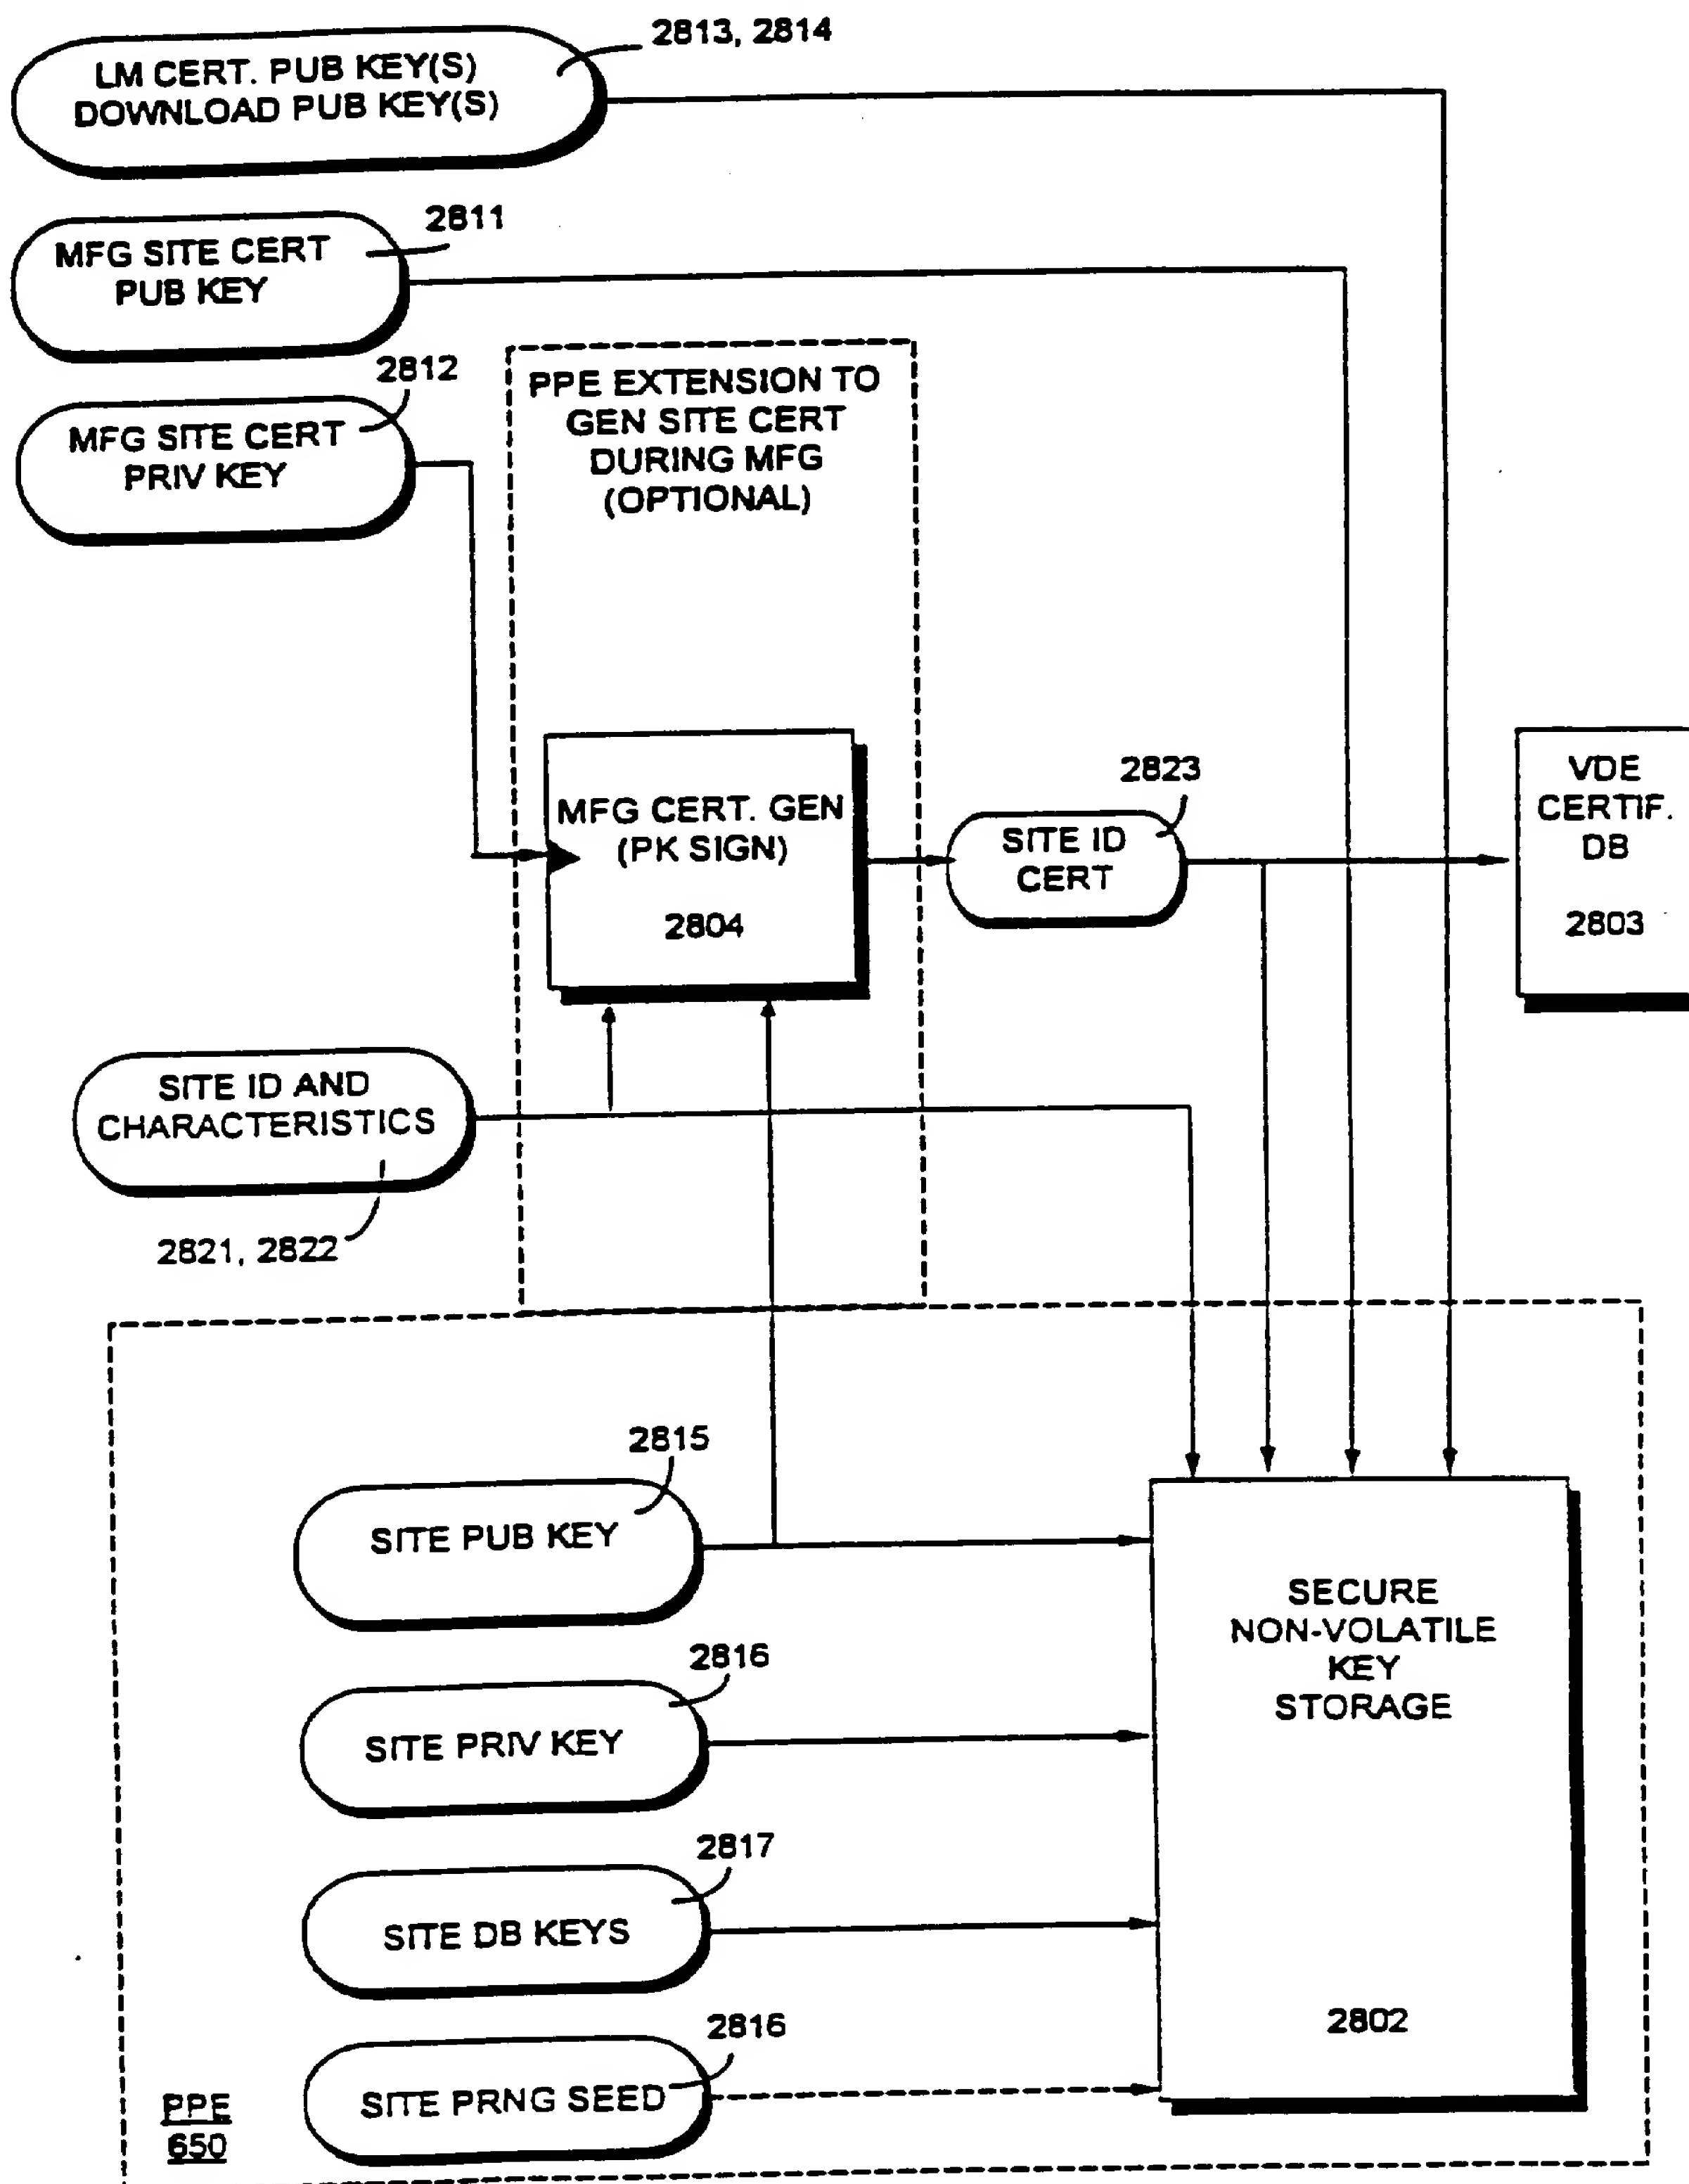 2813, 2814
LM CERT. PUB KEY(S)
DOWNLOAD PUB KEY(S)
2811
MFG SITE CERT
PUB KEY
2812
MFG SITE CERT
PRIV KEY
PPE EXTENSION TO
GEN SITE CERT
DURING MFG
(OPTIONAL)
MFG CERT. GEN
(PK SIGN)
2804
2823
SITE ID
CERT
VDE
CERTIF.
DB
2803
SITE ID AND
CHARACTERISTICS
2821, 2822
2815
SITE PUB KEY
2816
SITE PRIV KEY
2817
SITE DB KEYS
2816
SITE PRNG SEED
SECURE
NON-VOLATILE
KEY
STORAGE
2802
PPE
650